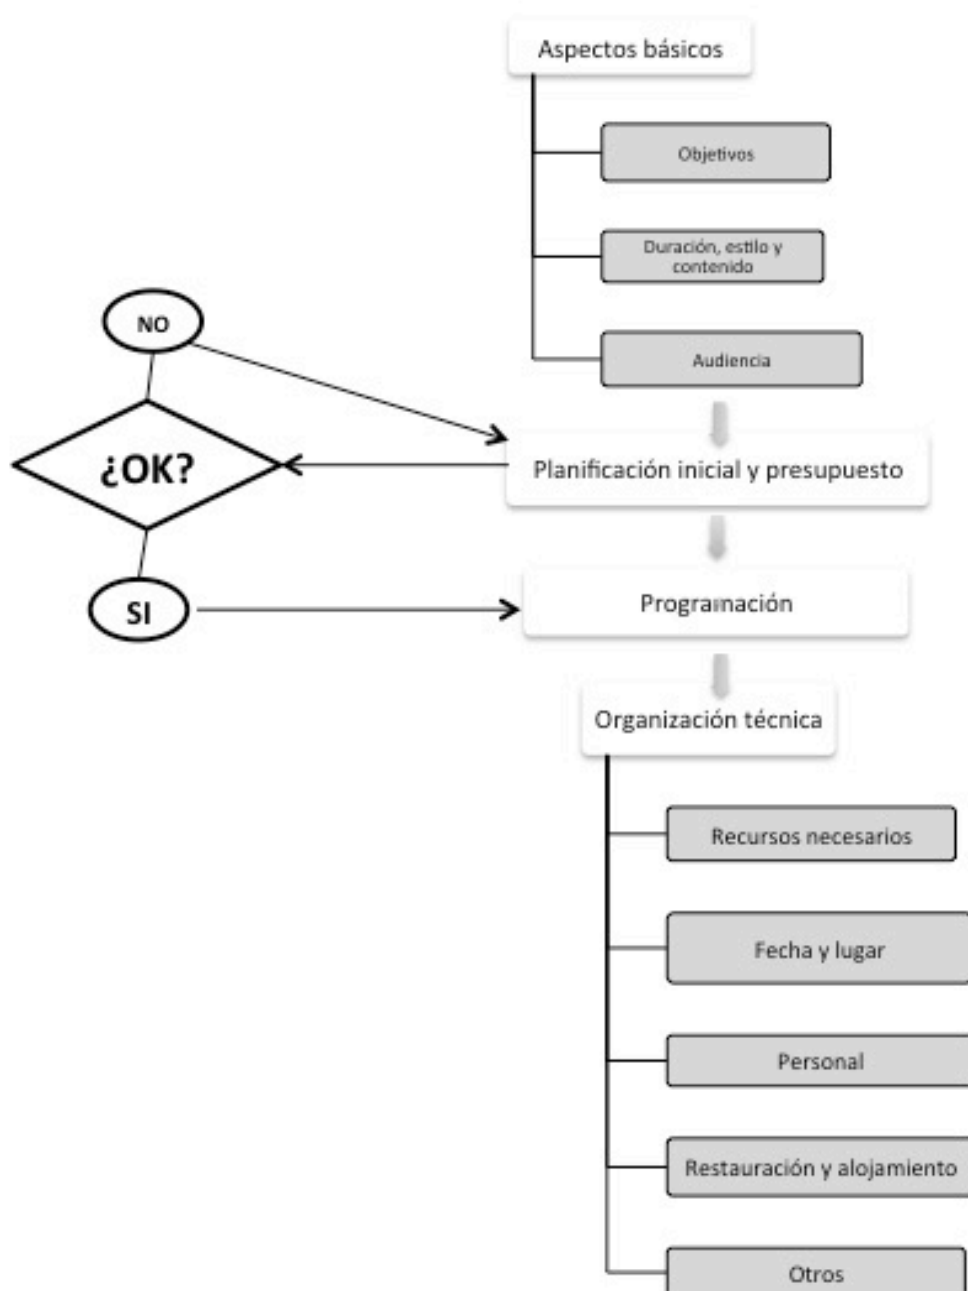 Aspectos básicos
Objetivos
Duración, estilo y
contenido
Audiencia
NO
¿OK?
SI
Planificación inicial y presupuesto
Programación
Organización técnica
Recursos necesarios
Fecha y lugar
Personal
Restauración y alojamiento
Otros